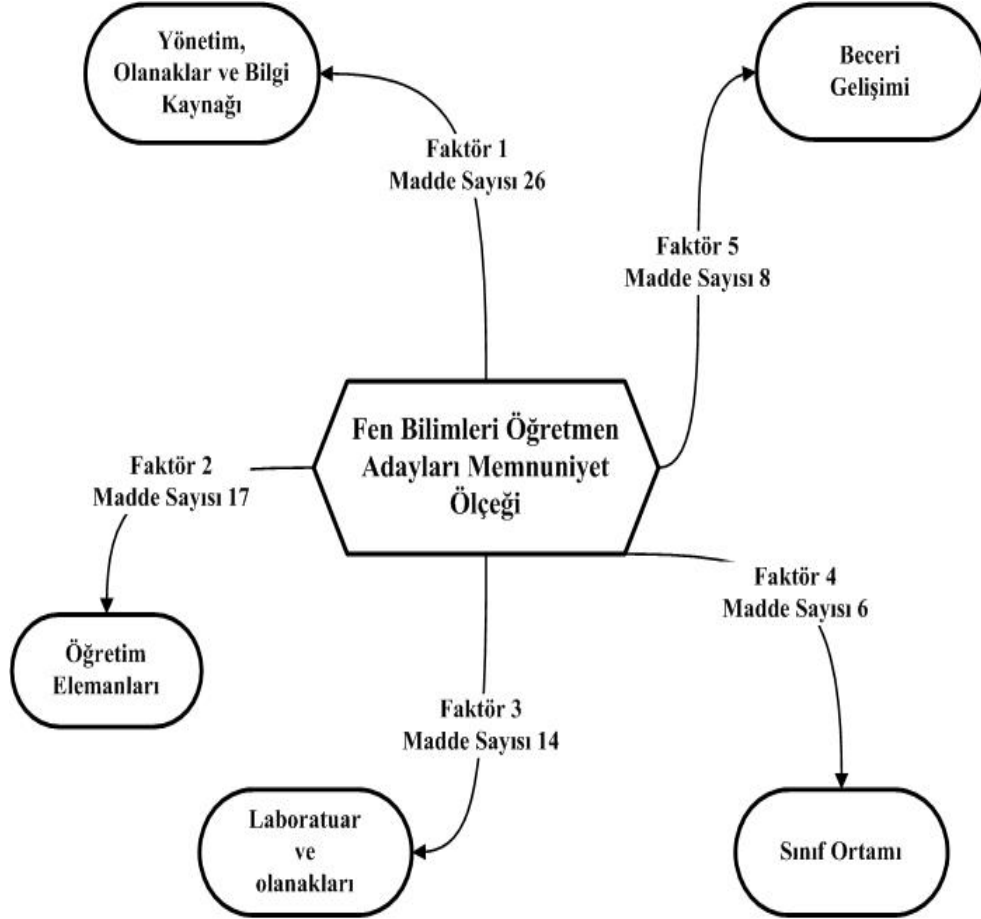 Yönetim,
Olanaklar ve Bilgi
Kaynağı
Beceri
Gelişimi
Faktör 1
Madde Sayısı 26
Faktör 5
Madde Sayısı 8
Fen Bilimleri Öğretmen
Adayları Memnuniyet
Ölçeği
Faktör 2
Madde Sayısı 17
Faktör 4
Madde Sayısı 6
Öğretim
Elemanları
Faktör 3
Madde Sayısı 14
Laboratuar
ve
olanakları
Sınıf Ortamı